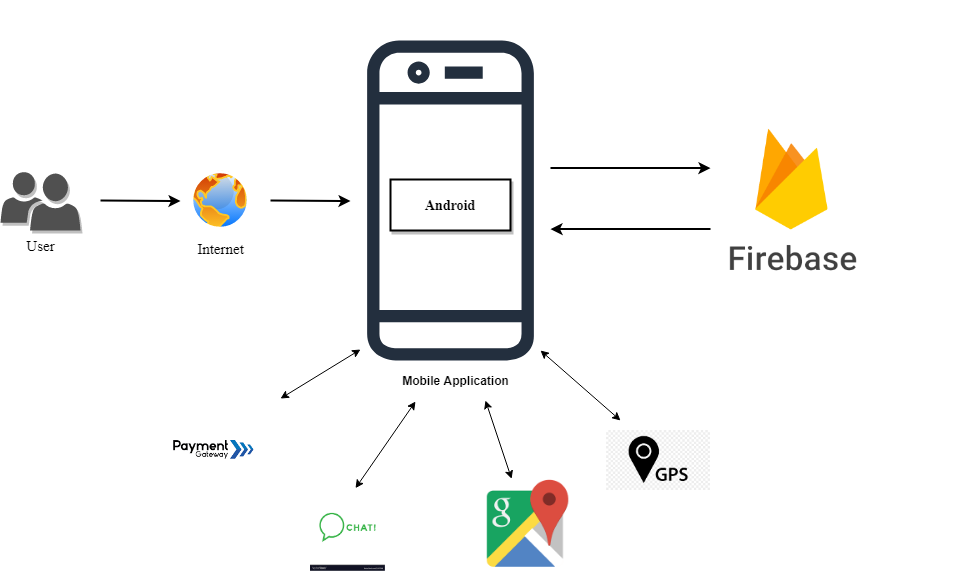 Android
User
Internet
Firebase
Mobile Application
Payment
Gateway
GPS
g
CHAT!